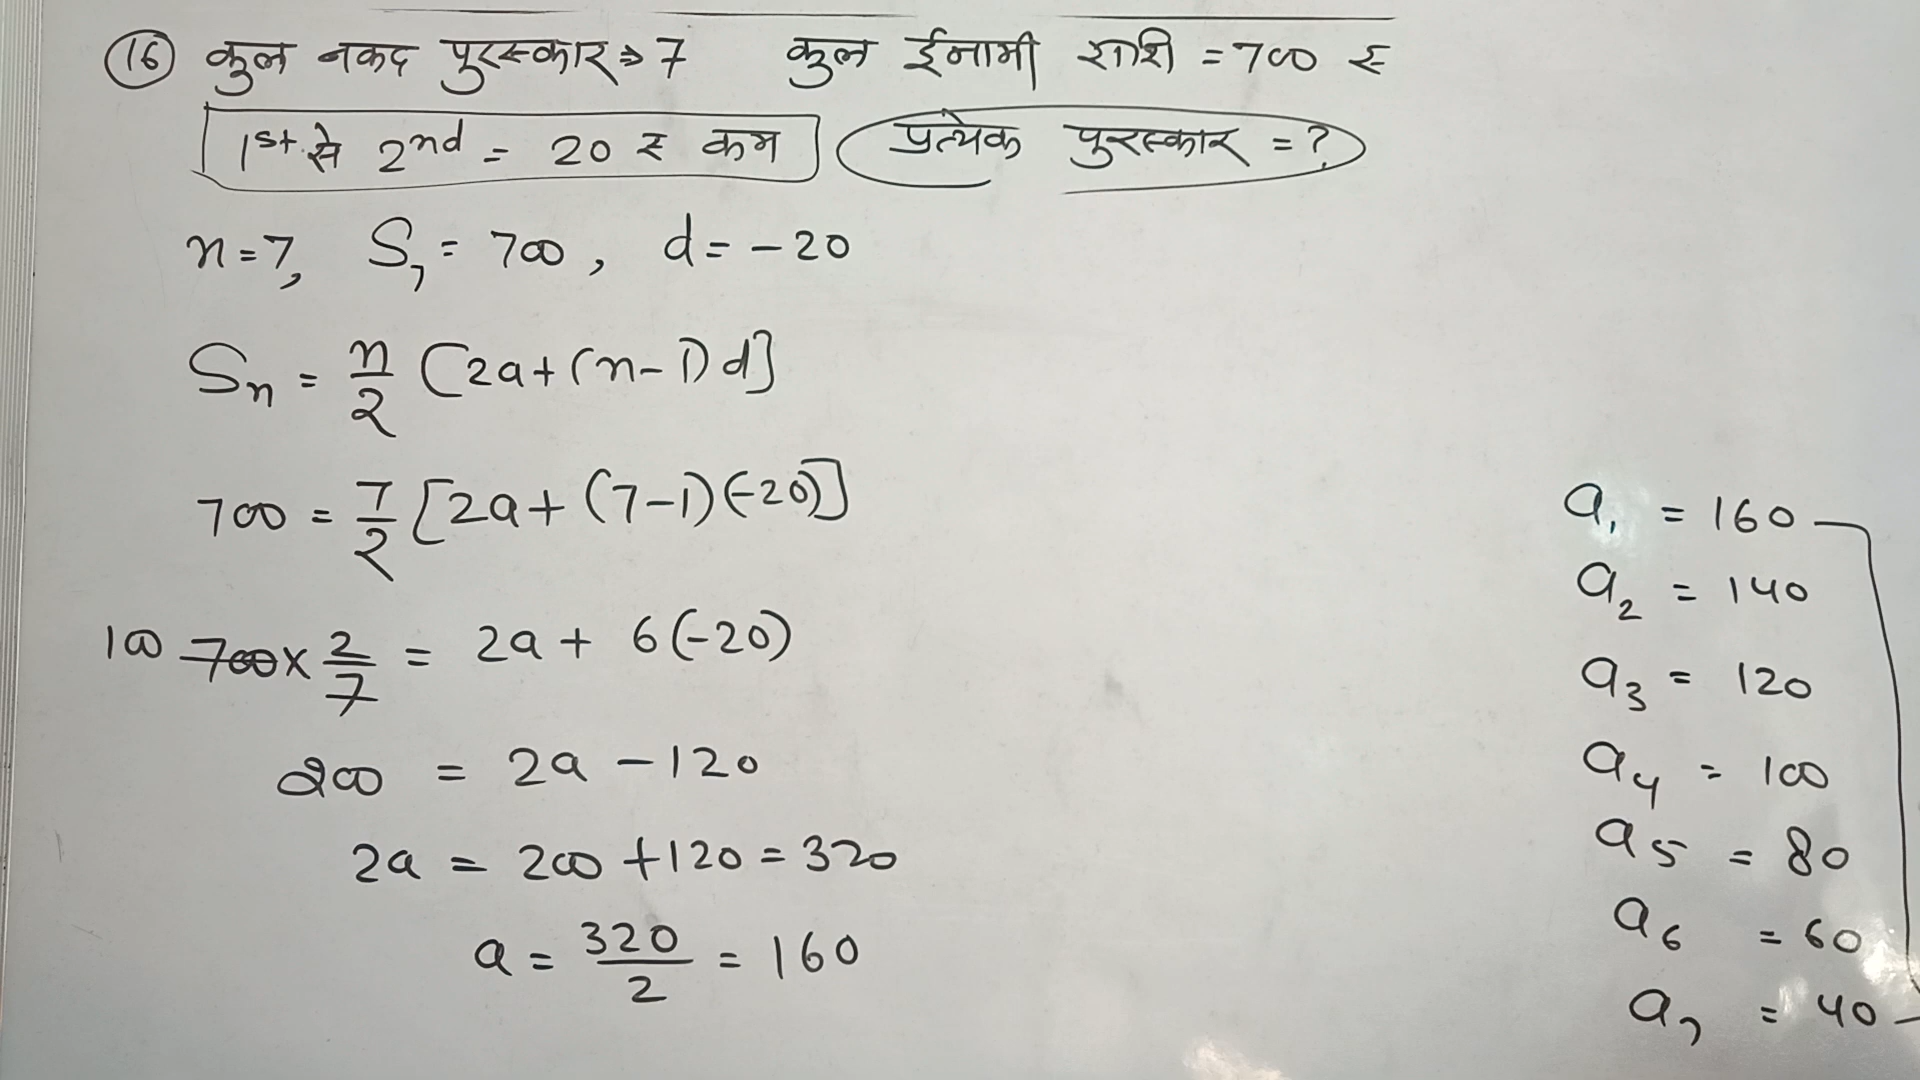 (16) कुल नकद पुरस्कार ⇒ 7 कुल ईनामी राशि = 700 रु
1st से 2nd = 20 रु कम प्रत्येक पुरस्कार = ?
n = 7, S₇ = 700, d = -20
Sₙ = n/2 [2a + (n-1) d]
700 = 7/2 [2a + (7-1)(-20)]
100 700 × 2/7 = 2a + 6(-20)
200 = 2a - 120
2a = 200 + 120 = 320
a = 320/2 = 160
a₁ = 160
a₂ = 140
a₃ = 120
a₄ = 100
a₅ = 80
a₆ = 60
a₇ = 40